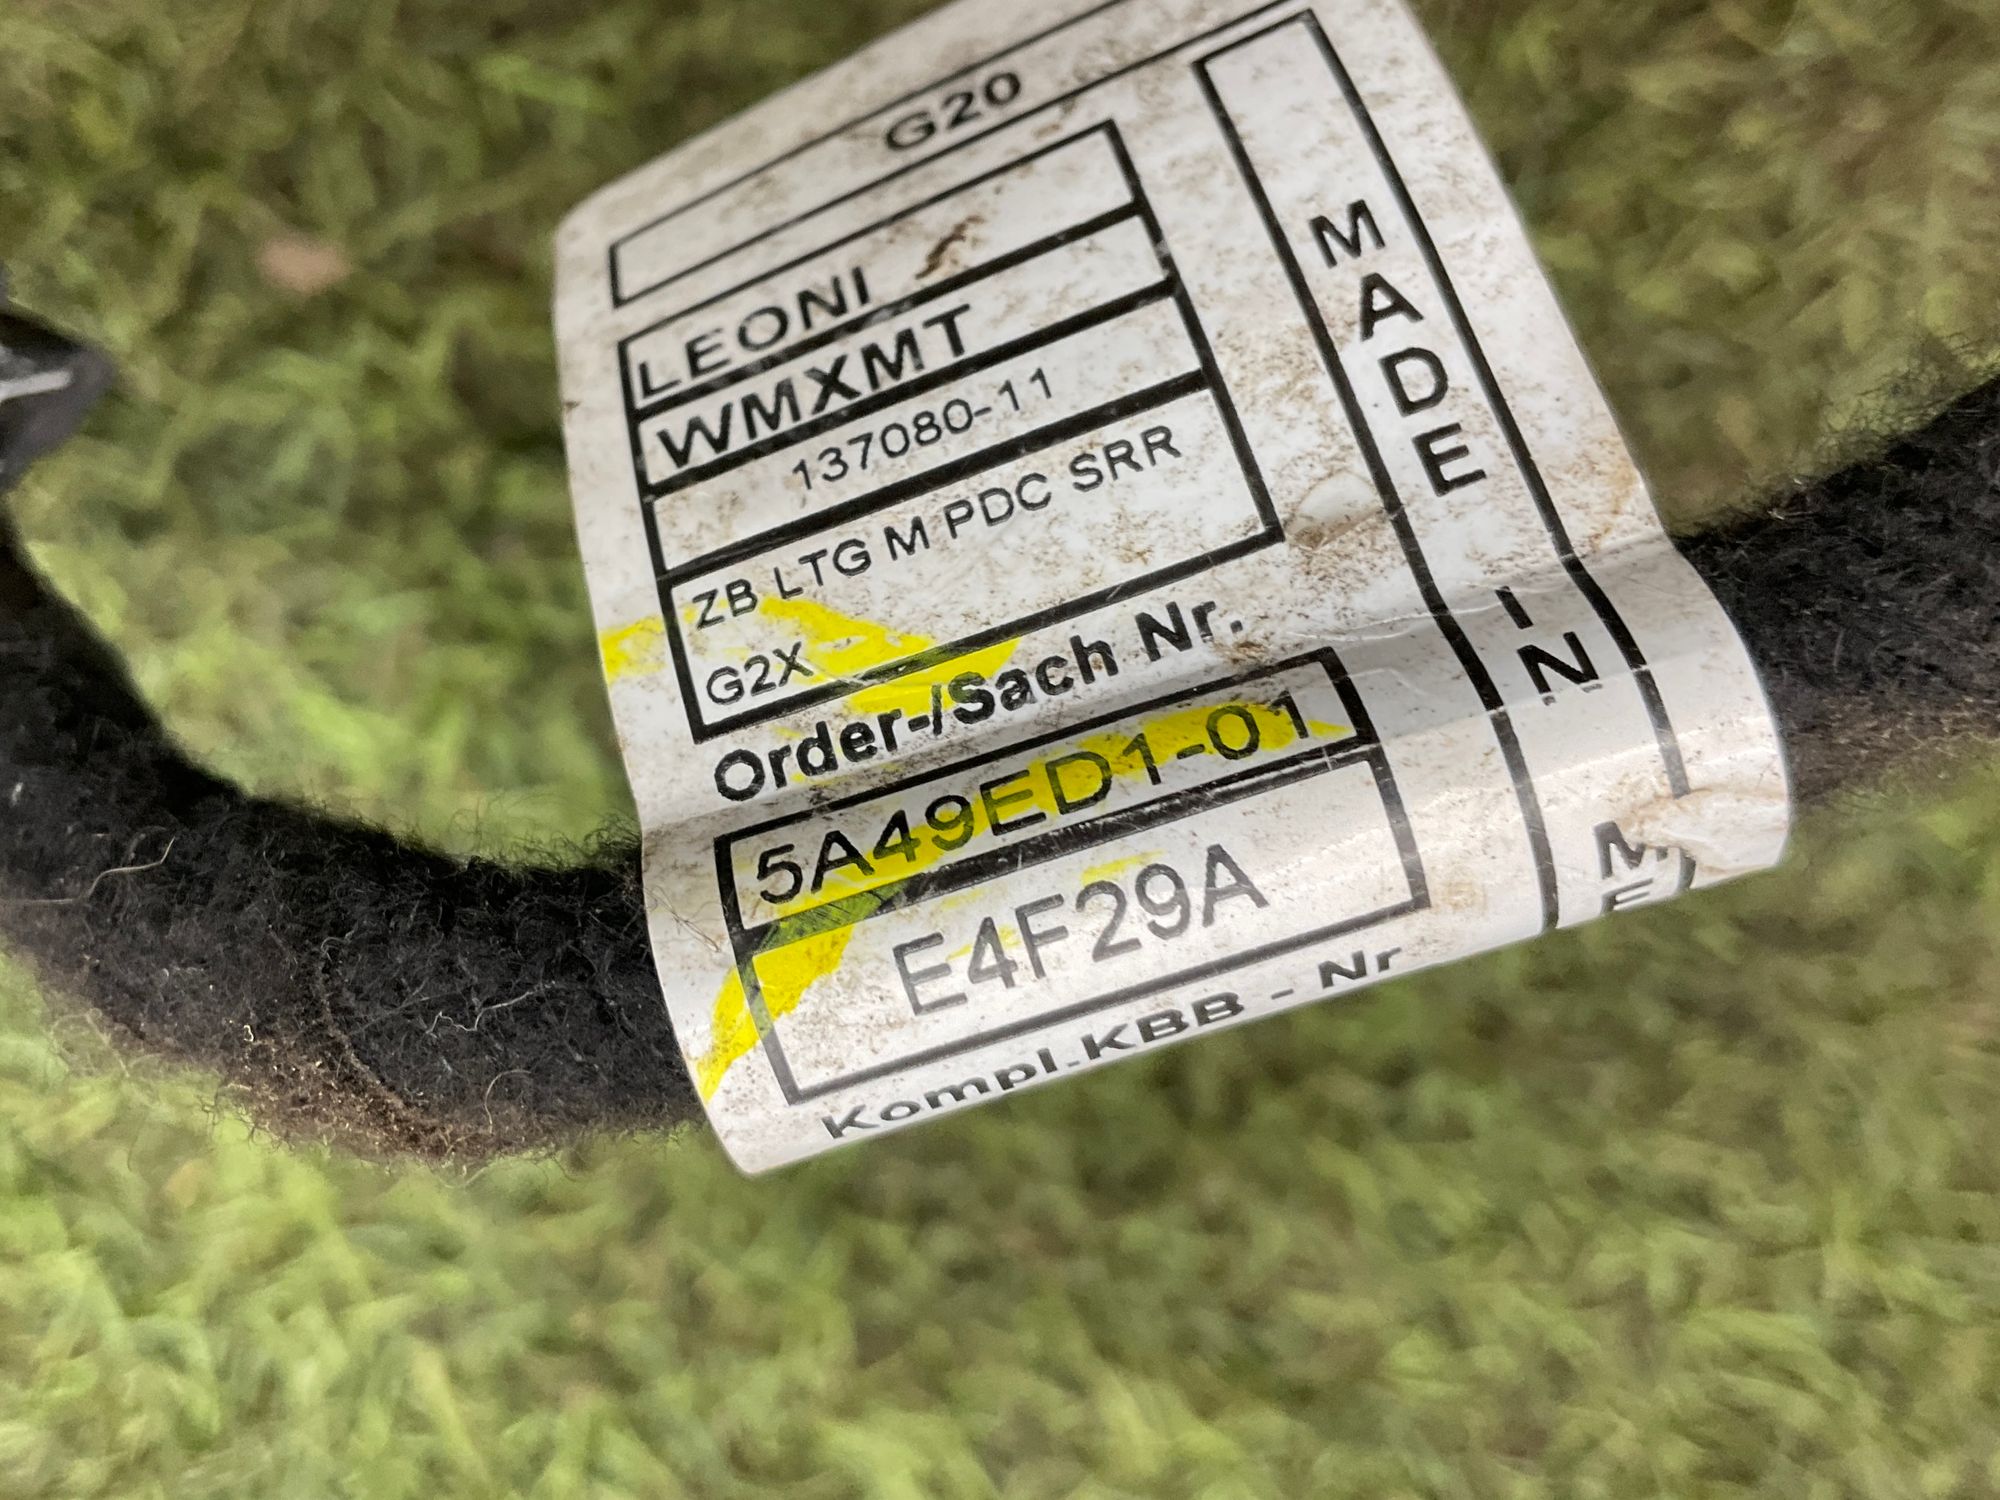 G20
LEONI
WMXMT
137080-11
ZB LTG M PDC SRR
G2X
Order-/Sach Nr.
5A49ED1-01
E4F29A
Kompl.KBB - Nr
MADE
IN
ME